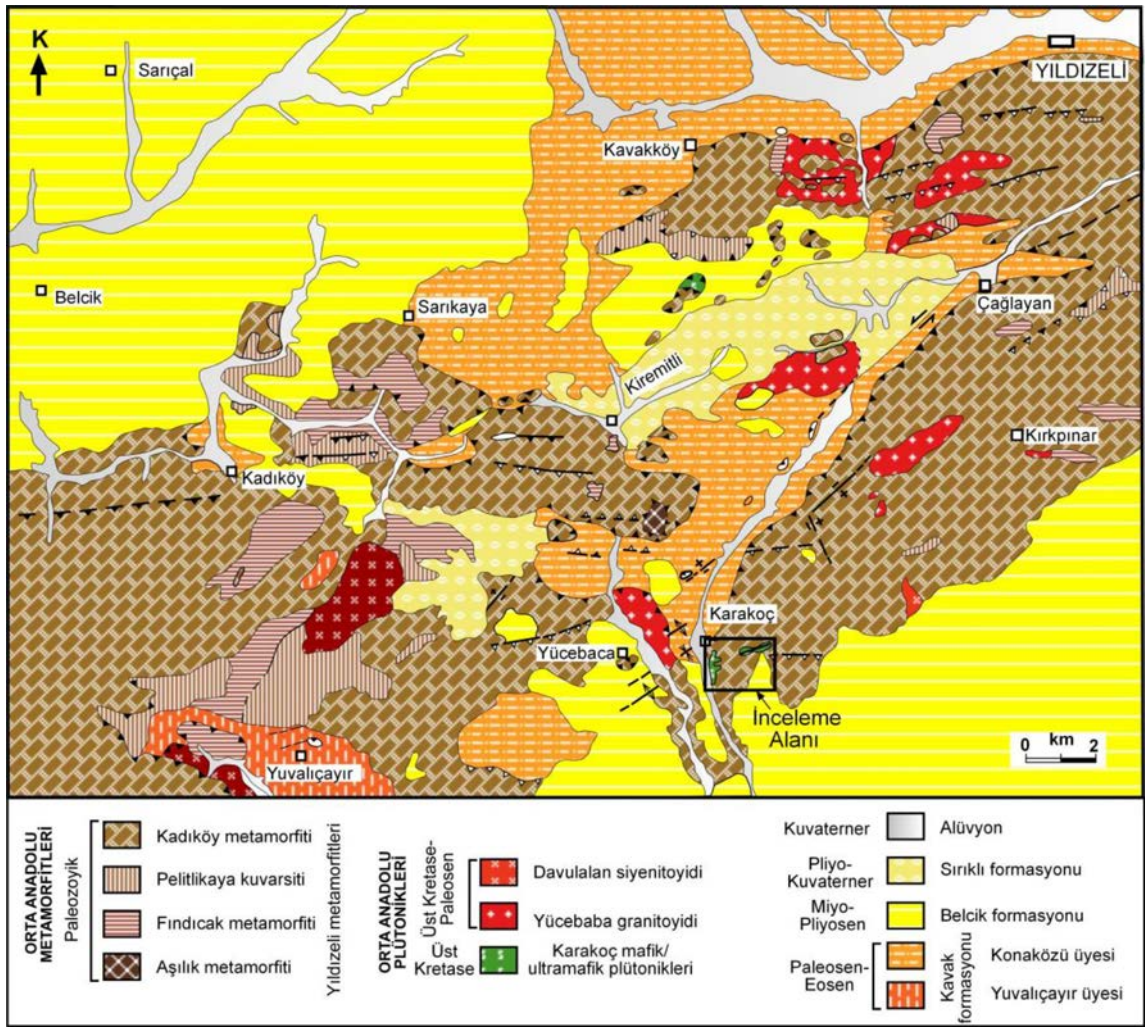 K
Sarıçal
YILDIZELİ
Kavakköy
Belcik
Sarıkaya
Çağlayan
Kiremitli
Kırkpınar
Kadıköy
Karakoç
Yücebaca
İnceleme
Alanı
Yuvalıçayır
km
0 2
ORTA ANADOLU
METAMORFİTLERİ
Paleozoyik
Kadıköy metamorfiti
Pelitlikaya kuvarsiti
Fındıcak metamorfiti
Aşılık metamorfiti
Yıldızeli metamorfitleri
ORTA ANADOLU
PLÜTONİKLERİ
Üst Kretase-
Paleosen
Davulalan siyenitoyidi
Yücebaba granitoyidi
Üst
Kretase
Karakoç mafik/
ultramafik plütonikleri
Kuvaterner
Alüvyon
Pliyo-
Kuvaterner
Sırıklı formasyonu
Miyo-
Pliyosen
Belcik formasyonu
Paleosen-
Eosen
Kavak
formasyonu
Konaközü üyesi
Yuvalıçayır üyesi